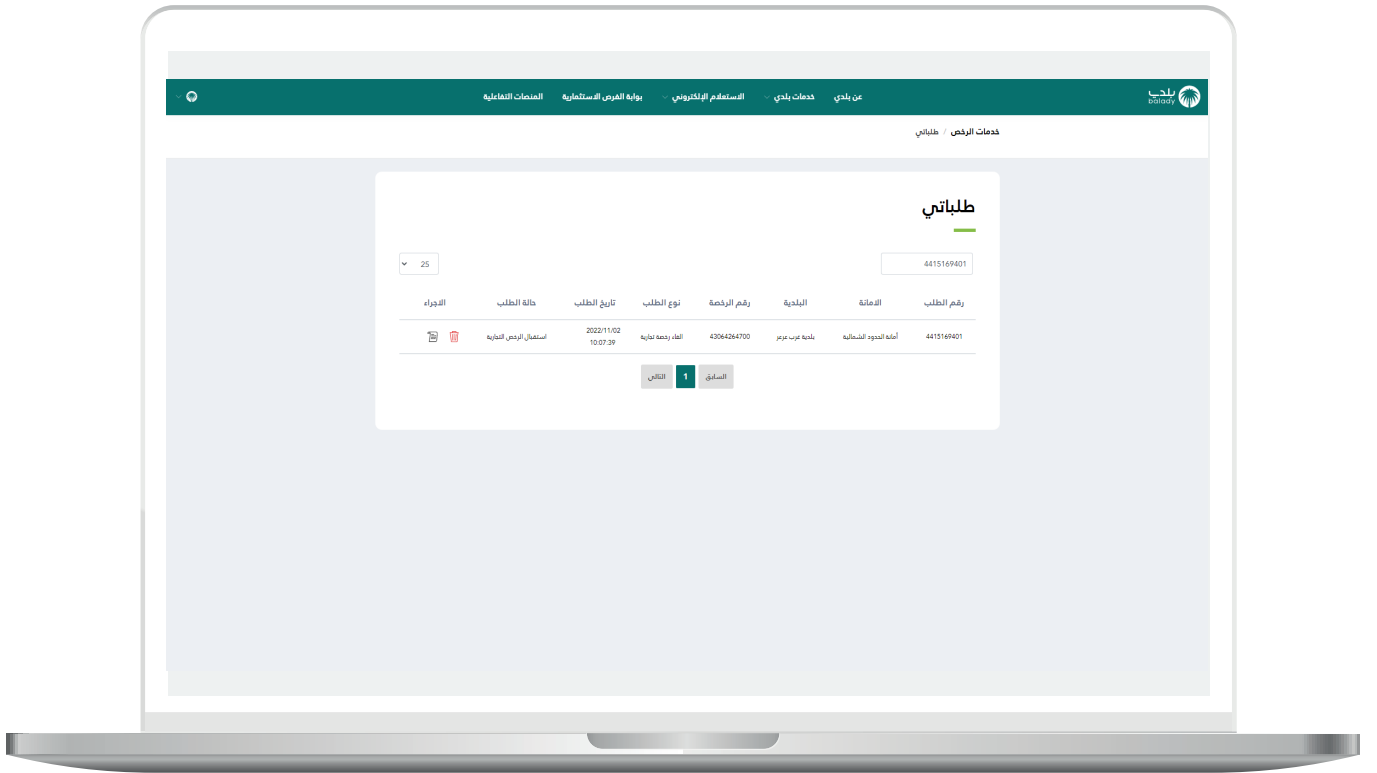 بلدي
balady
عن بلدي
خدمات بلدي
الاستعلام الإلكتروني
بوابة الفرص الاستثمارية
المنصات التفاعلية
خدمات الرخص / طلباتي
طلباتي
4415169401
25
رقم الطلب الامانة البلدية رقم الرخصة نوع الطلب تاريخ الطلب حالة الطلب الاجراء
4415169401 أمانة الحدود الشمالية بلدية غرب عرعر 43064264700 الغاء رخصة تجارية 2022/11/02 استقبال الرخص التجارية
10:07:39
السابق 1 التالي